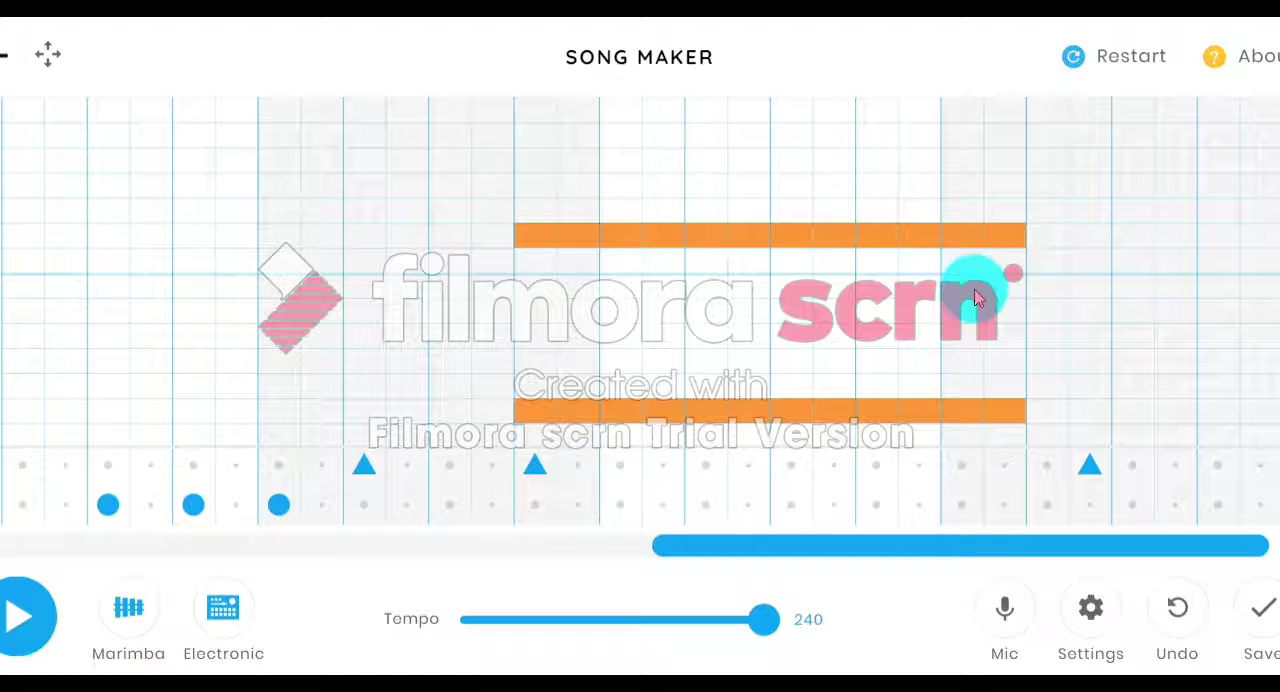 SONG MAKER
Restart
Abou
filmora scrn
Created with
Filmora scrn Trial Version
Marimba
Electronic
Tempo
240
Mic
Settings
Undo
Save